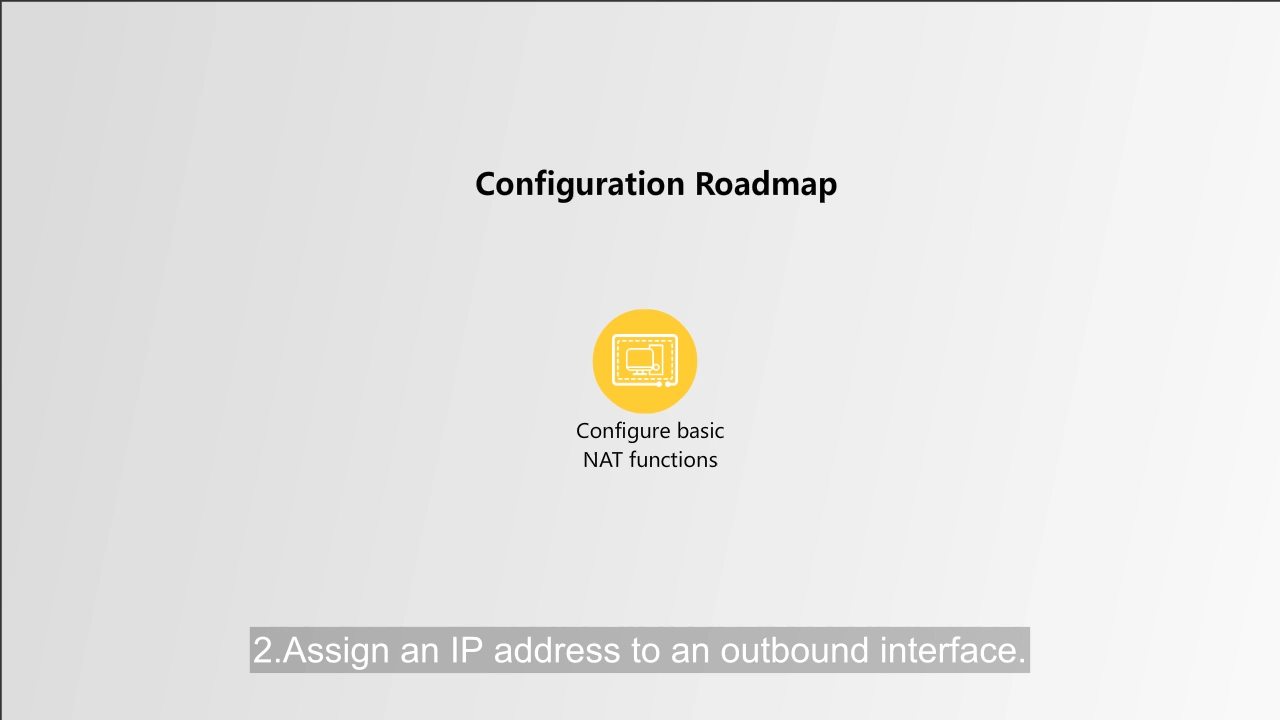 Configuration Roadmap
Configure basic
NAT functions
2.Assign an IP address to an outbound interface.